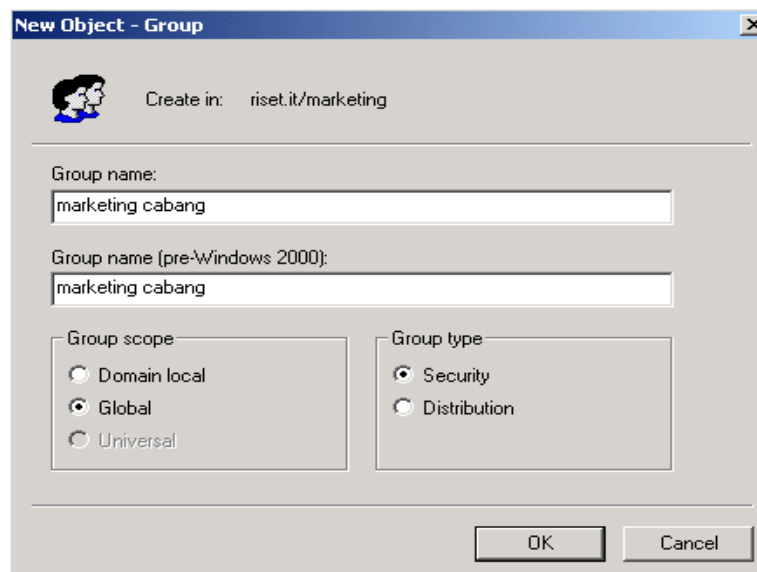 New Object - Group
Create in: riset.it/marketing
Group name:
marketing cabang
Group name (pre-Windows 2000):
marketing cabang
Group scope
Domain local
Global
Universal
Group type
Security
Distribution
OK
Cancel